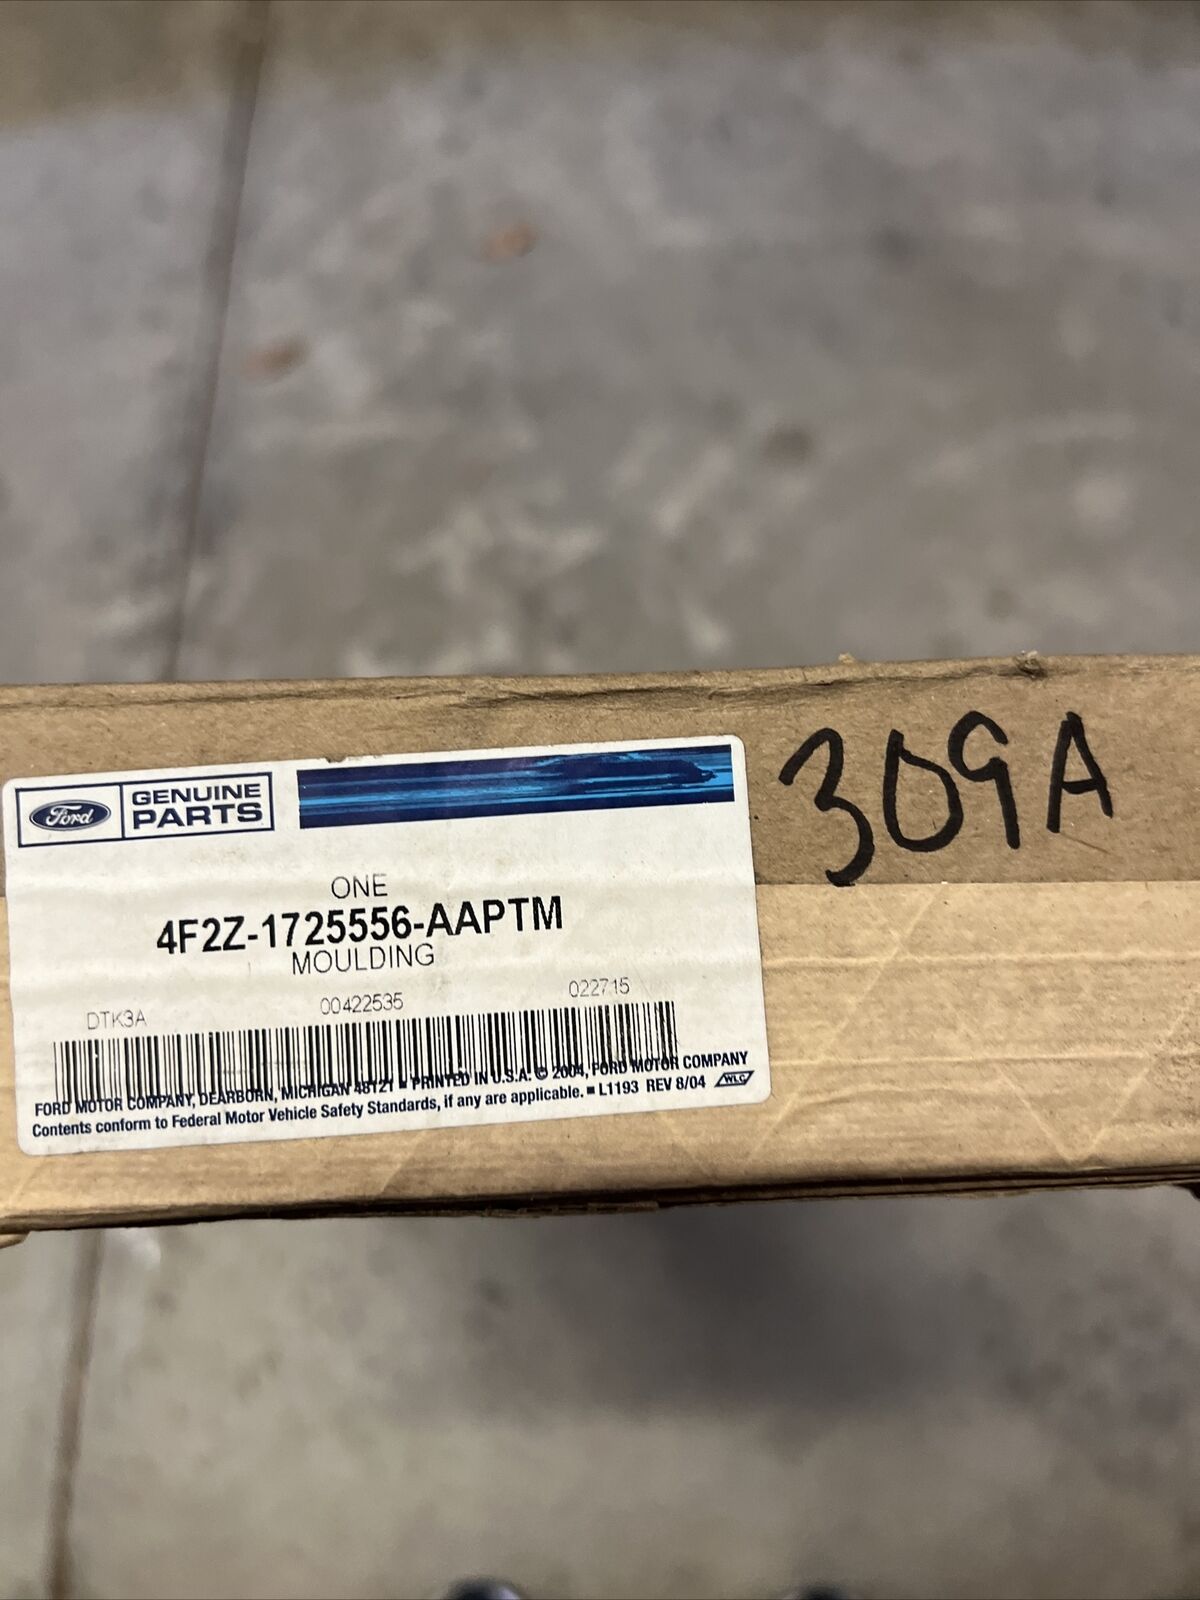 309A
Ford
GENUINE
PARTS
ONE
4F2Z-1725556-AAPTM
MOULDING
DTK3A 00422535 022715
FORD MOTOR COMPANY, DEARBORN, MICHIGAN 48121 ▪ PRINTED IN U.S.A. © 2004, FORD MOTOR COMPANY
Contents conform to Federal Motor Vehicle Safety Standards, if any are applicable. ▪ L1193 REV 8/04 WLC